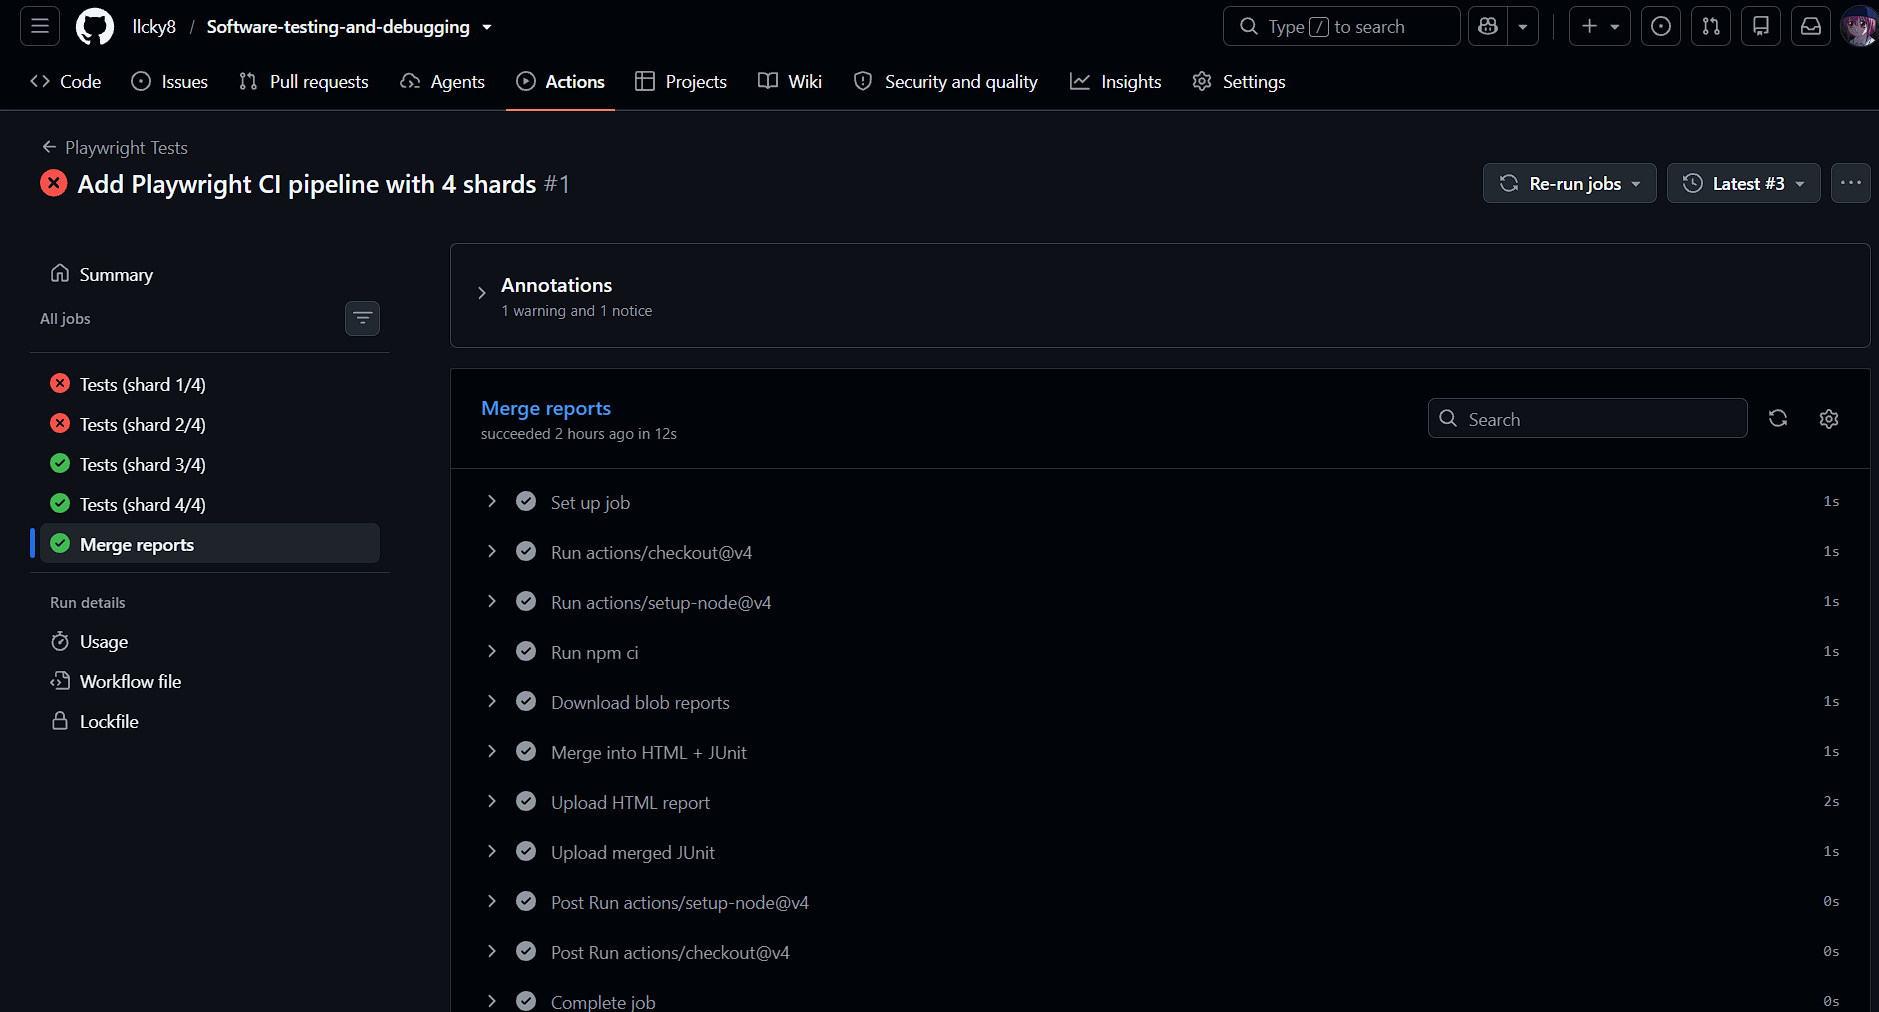 llcky8 / Software-testing-and-debugging
Type / to search
Code Issues Pull requests Agents Actions Projects Wiki Security and quality Insights Settings
Playwright Tests
Add Playwright CI pipeline with 4 shards #1
Re-run jobs
Latest #3
Summary
All jobs
Tests (shard 1/4)
Tests (shard 2/4)
Tests (shard 3/4)
Tests (shard 4/4)
Merge reports
Run details
Usage
Workflow file
Lockfile
Annotations
1 warning and 1 notice
Merge reports
succeeded 2 hours ago in 12s
Search
Set up job 1s
Run actions/checkout@v4 1s
Run actions/setup-node@v4 1s
Run npm ci 1s
Download blob reports 1s
Merge into HTML + JUnit 1s
Upload HTML report 2s
Upload merged JUnit 1s
Post Run actions/setup-node@v4 0s
Post Run actions/checkout@v4 0s
Complete job 0s